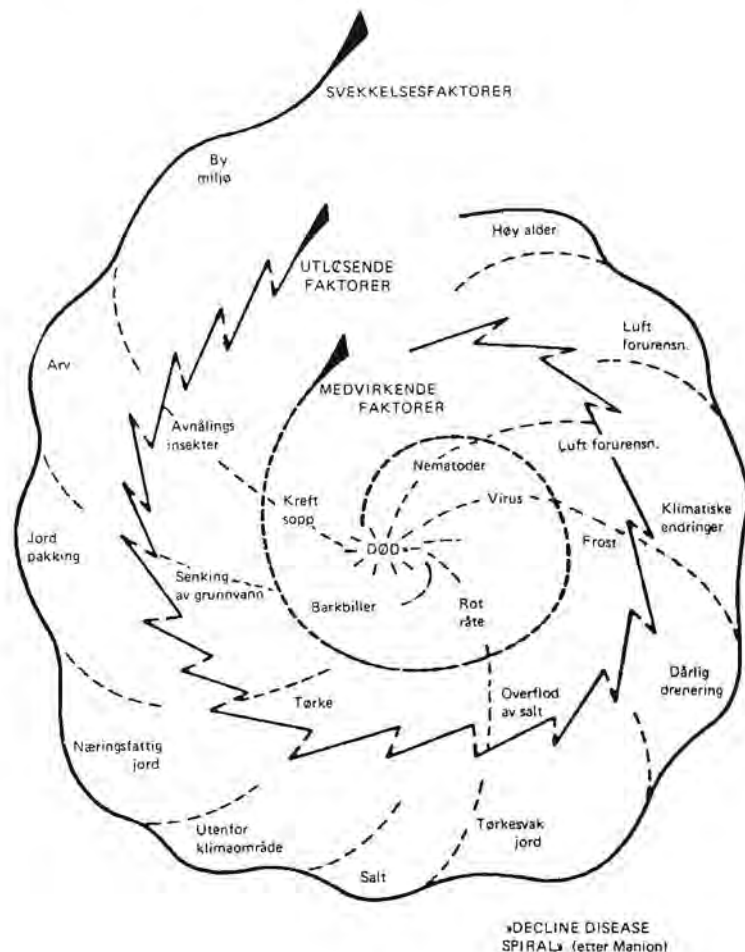 SVEKKELSESFAKTORER
By
miljø
Høy alder
UTLØSENDE
FAKTORER
Luft
forurensn.
Arv
MEDVIRKENDE
FAKTORER
Avnålings
insekter
Luft forurensn.
Nematoder
Virus
Kreft
sopp
Klimatiske
endringer
Jord
pakking
DØD
Frost
Senking
av grunnvann
Barkbiller
Rot
råte
Dårlig
drenering
Tørke
Overflod
av salt
Næringsfattig
jord
Utenfor
klimaområde
Tørkesvak
jord
Salt
»DECLINE DISEASE
SPIRAL» (etter Manion)